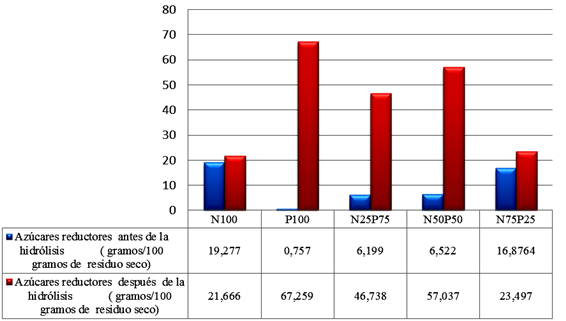 80
70
60
50
40
30
20
10
0
N100 P100 N25P75 N50P50 N75P25
Azúcares reductores antes de la
hidrólisis ( gramos/100
gramos de residuo seco)
19,277 0,757 6,199 6,522 16,8764
Azúcares reductores después de la
hidrólisis ( gramos/100
gramos de residuo seco)
21,666 67,259 46,738 57,037 23,497